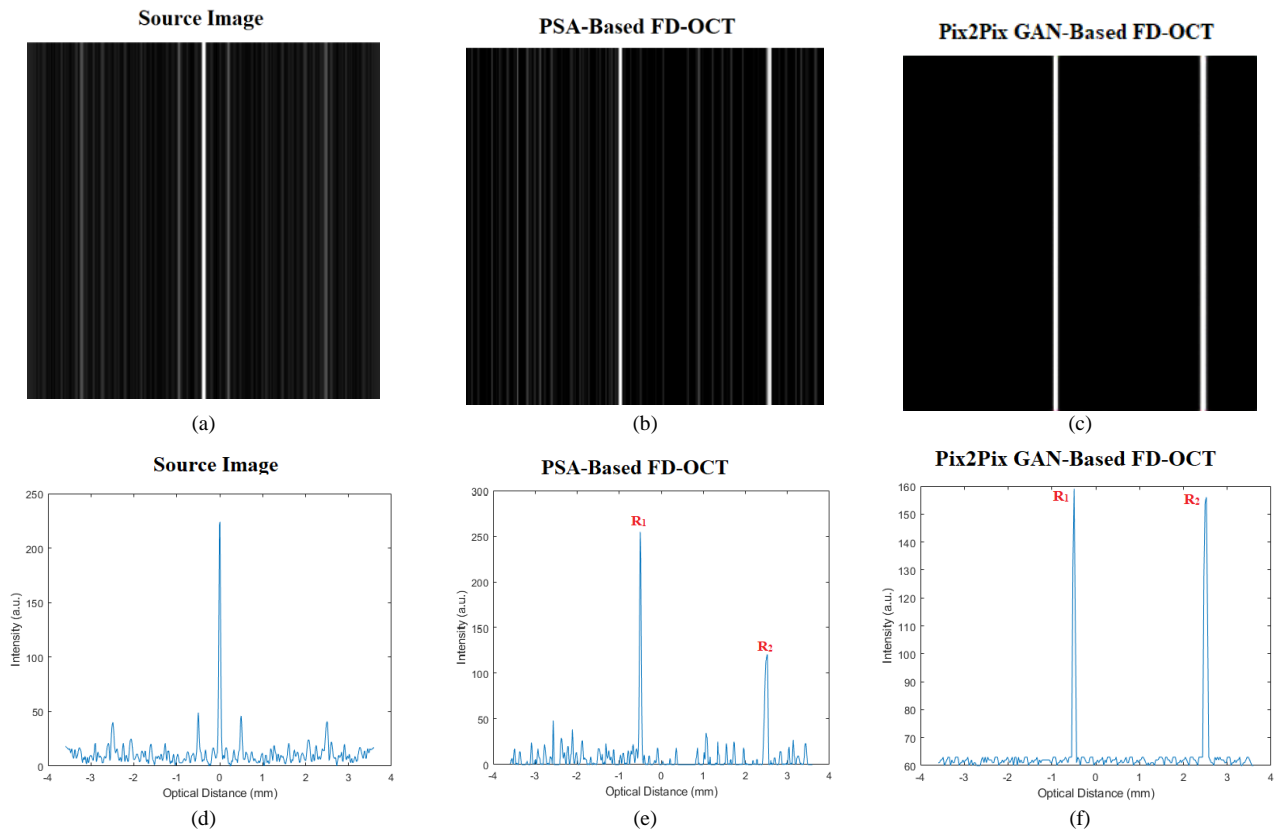 Source Image
PSA-Based FD-OCT
Pix2Pix GAN-Based FD-OCT
(a)
(b)
(c)
Source Image
PSA-Based FD-OCT
Pix2Pix GAN-Based FD-OCT
250
200
150
100
50
0
Intensity (a.u.)
-4 -3 -2 -1 0 1 2 3 4
Optical Distance (mm)
300
250
200
150
100
50
0
Intensity (a.u.)
R1
R2
-4 -3 -2 -1 0 1 2 3 4
Optical Distance (mm)
160
150
140
130
120
110
100
90
80
70
60
Intensity (a.u.)
R1
R2
-4 -3 -2 -1 0 1 2 3 4
Optical Distance (mm)
(d)
(e)
(f)